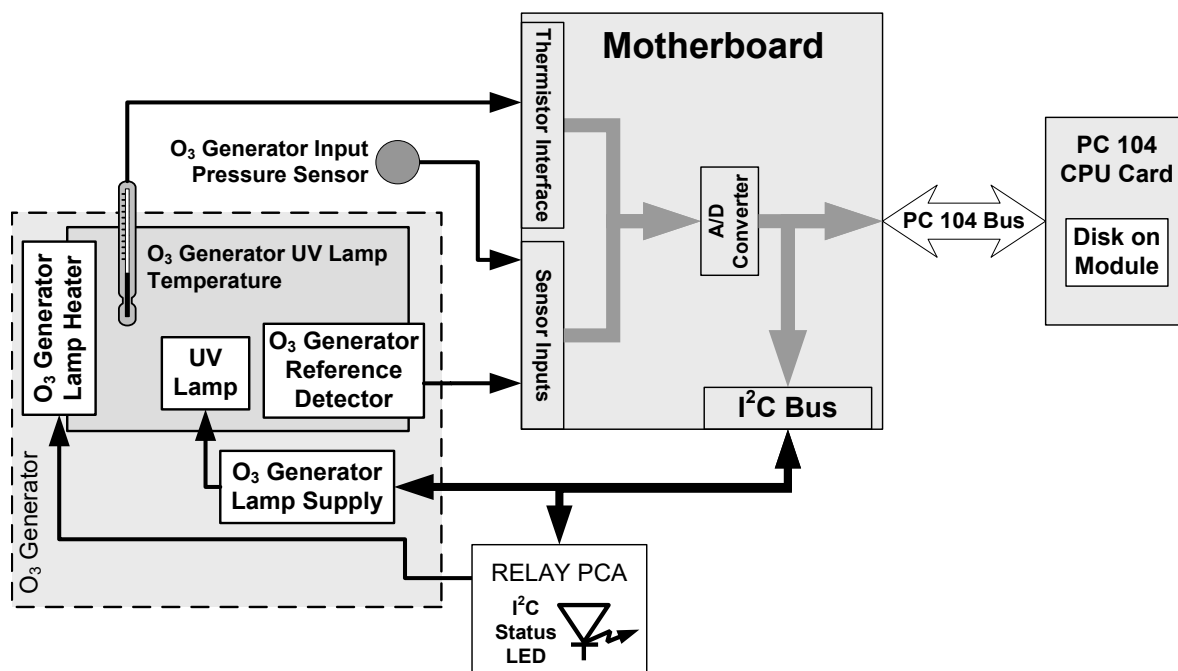 Motherboard
Thermistor Interface
O₃ Generator Input
Pressure Sensor
PC 104
CPU Card
Disk on
Module
PC 104 Bus
A/D
Converter
Sensor Inputs
O₃ Generator UV Lamp
Temperature
O₃ Generator
Lamp Heater
UV
Lamp
O₃ Generator
Reference
Detector
I²C Bus
O₃ Generator
Lamp Supply
O₃ Generator
RELAY PCA
I²C
Status
LED